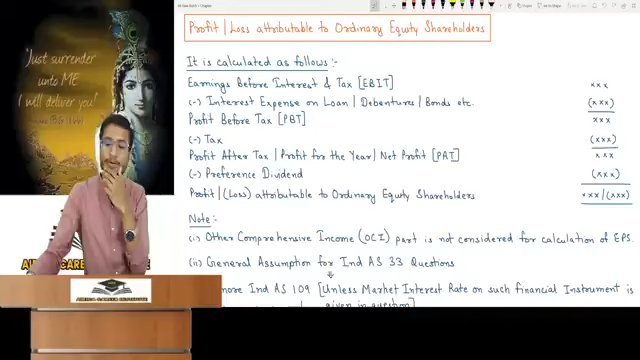 Profit | Loss attributable to Ordinary Equity Shareholders
"Just surrender
unto ME
I will deliver you"
It is calculated as follows :-
Earnings Before Interest & Tax [EBIT] xxx
(-) Interest Expense on Loan | Debentures | Bonds etc. (xxx)
Profit Before Tax [PBT] xxx
(-) Tax (xxx)
Profit After Tax | Profit for the Year | Net Profit [PAT] xxx
(-) Preference Dividend (xxx)
Profit | (Loss) attributable to Ordinary Equity Shareholders xxx/(xxx)
Note :-
(i) Other Comprehensive Income (OCI) part is not considered for calculation of EPS.
(ii) General Assumption for Ind AS 33 Questions
Ind AS 109 [Unless Market Interest Rate on such financial Instrument is
given in question]